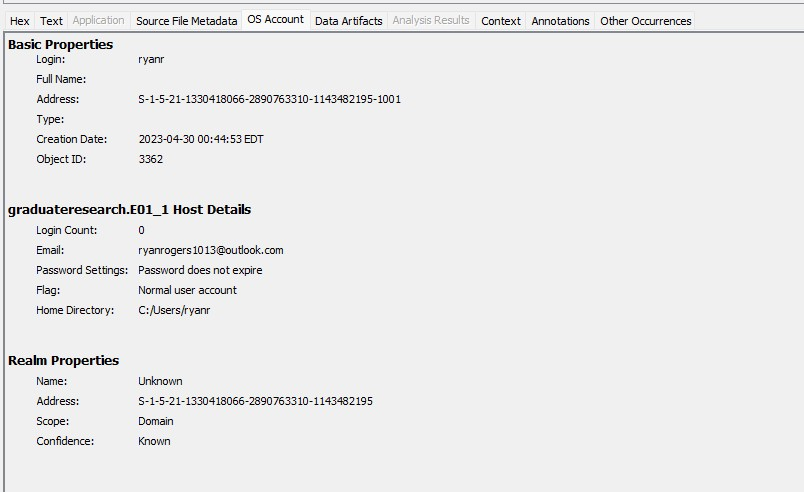 Hex Text Application Source File Metadata OS Account Data Artifacts Analysis Results Context Annotations Other Occurrences
Basic Properties
Login: ryanr
Full Name:
Address: S-1-5-21-1330418066-2890763310-1143482195-1001
Type:
Creation Date: 2023-04-30 00:44:53 EDT
Object ID: 3362
graduateresearch.E01_1 Host Details
Login Count: 0
Email: ryanrogers1013@outlook.com
Password Settings: Password does not expire
Flag: Normal user account
Home Directory: C:/Users/ryanr
Realm Properties
Name: Unknown
Address: S-1-5-21-1330418066-2890763310-1143482195
Scope: Domain
Confidence: Known